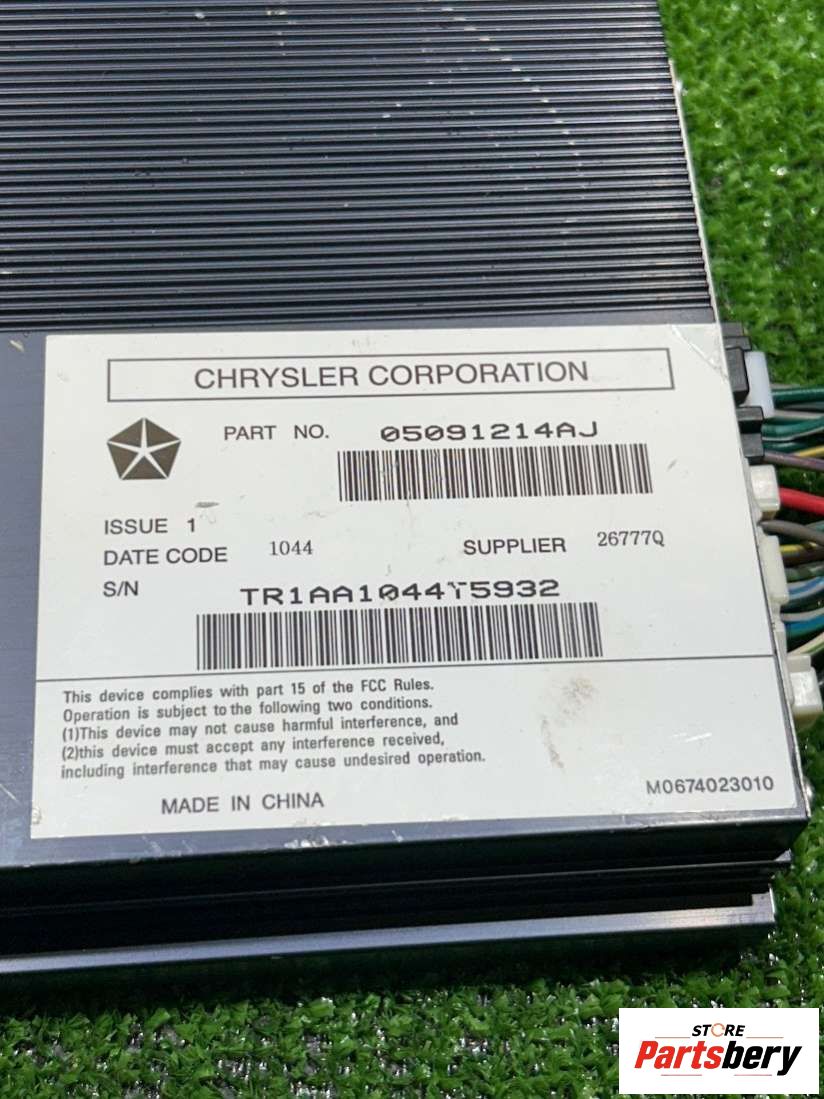 CHRYSLER CORPORATION
PART NO. 05091214AJ
ISSUE 1
DATE CODE 1044 SUPPLIER 26777Q
S/N TR1AA1044T5932
This device complies with part 15 of the FCC Rules.
Operation is subject to the following two conditions.
(1)This device may not cause harmful interference, and
(2)this device must accept any interference received,
including interference that may cause undesired operation.
MADE IN CHINA M0674023010
STORE
Partsbery